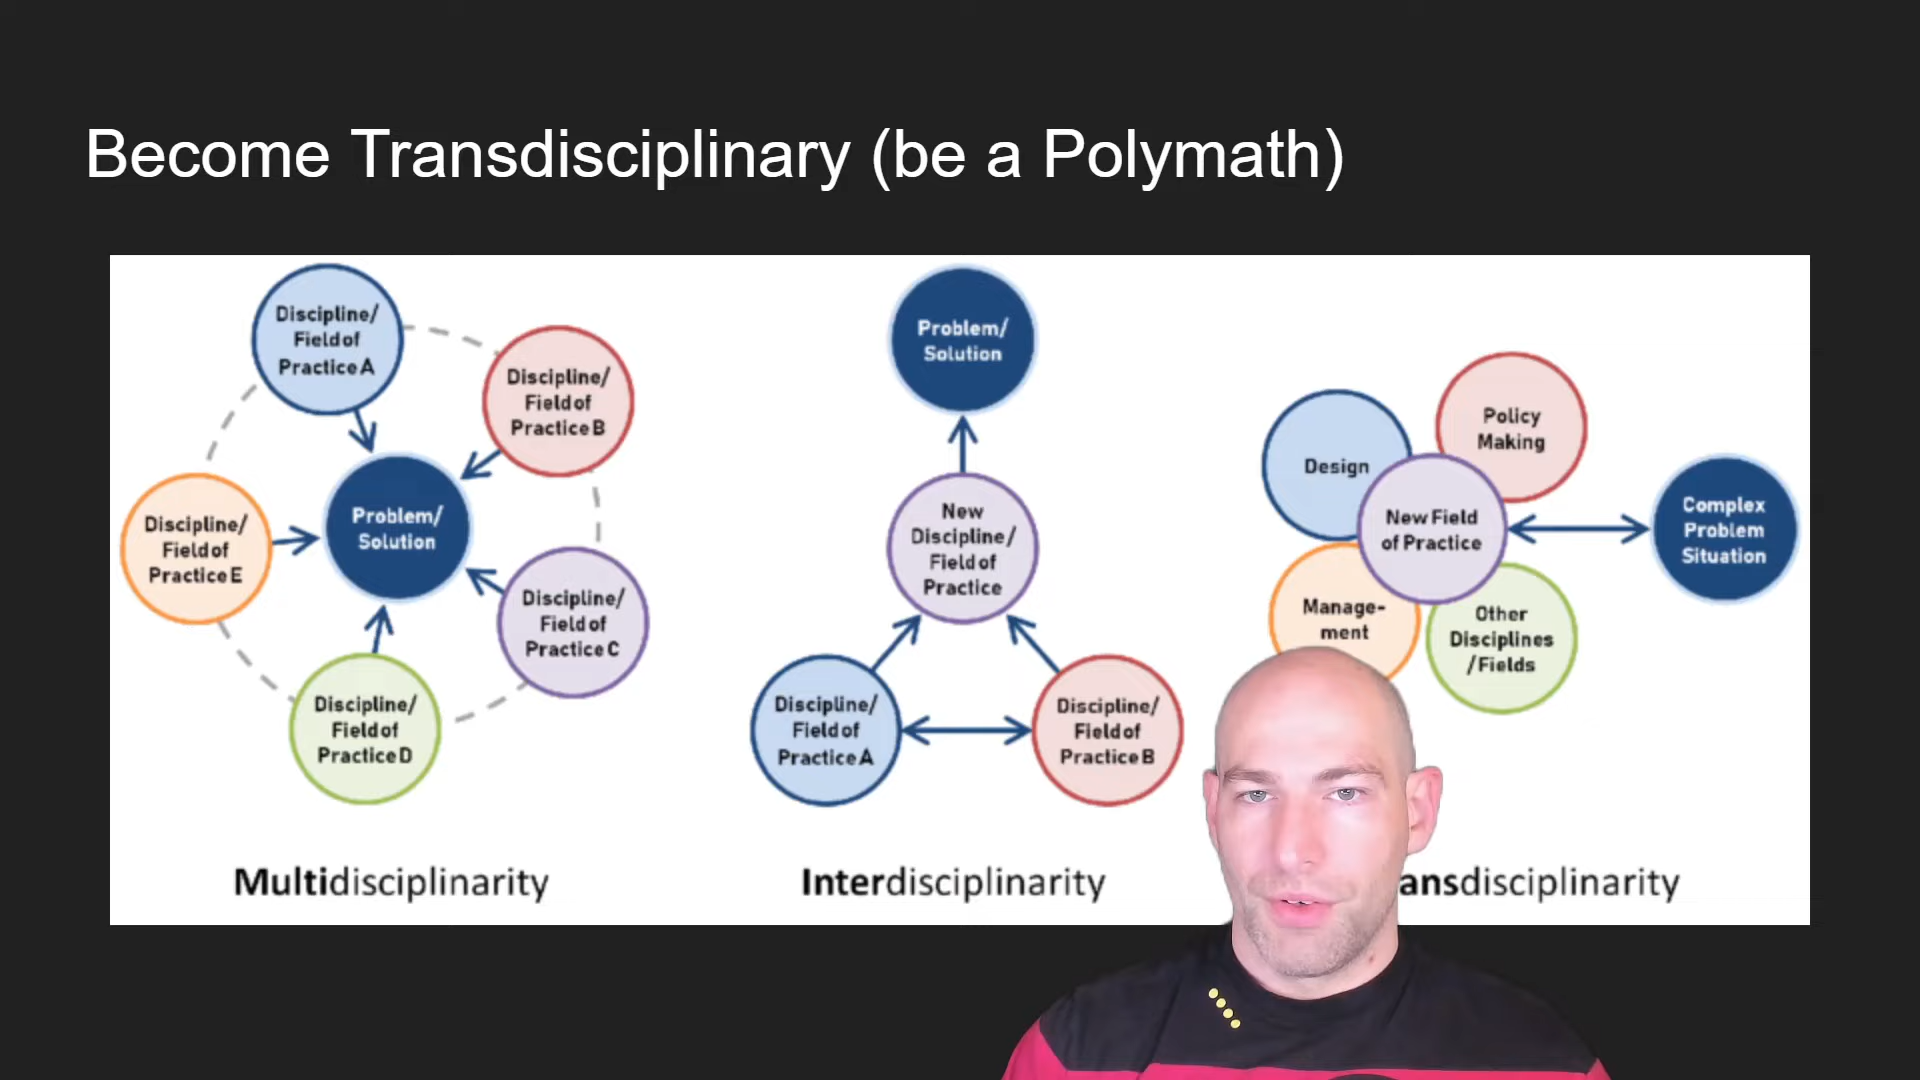 Become Transdisciplinary (be a Polymath)
Discipline/
Field of
Practice A
Discipline/
Field of
Practice B
Discipline/
Field of
Practice E
Problem/
Solution
Discipline/
Field of
Practice C
Discipline/
Field of
Practice D
Multidisciplinarity
Problem/
Solution
New
Discipline/
Field of
Practice
Discipline/
Field of
Practice A
Discipline/
Field of
Practice B
Interdisciplinarity
Design
Policy
Making
New Field
of Practice
Complex
Problem
Situation
Manage-
ment
Other
Disciplines
/Fields
ansdisciplinarity